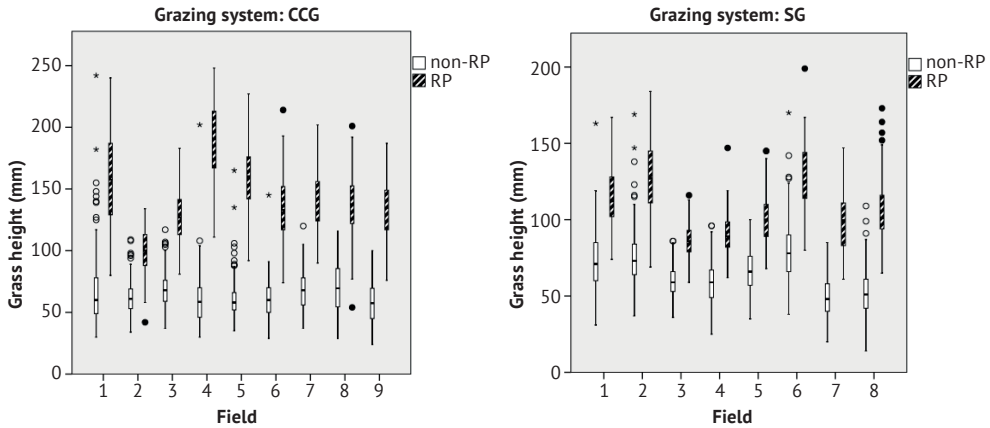 Grazing system: CCG
250
200
150
100
50
0
Grass height (mm)
1 2 3 4 5 6 7 8 9
Field
non-RP
RP
Grazing system: SG
200
150
100
50
0
Grass height (mm)
1 2 3 4 5 6 7 8
Field
non-RP
RP